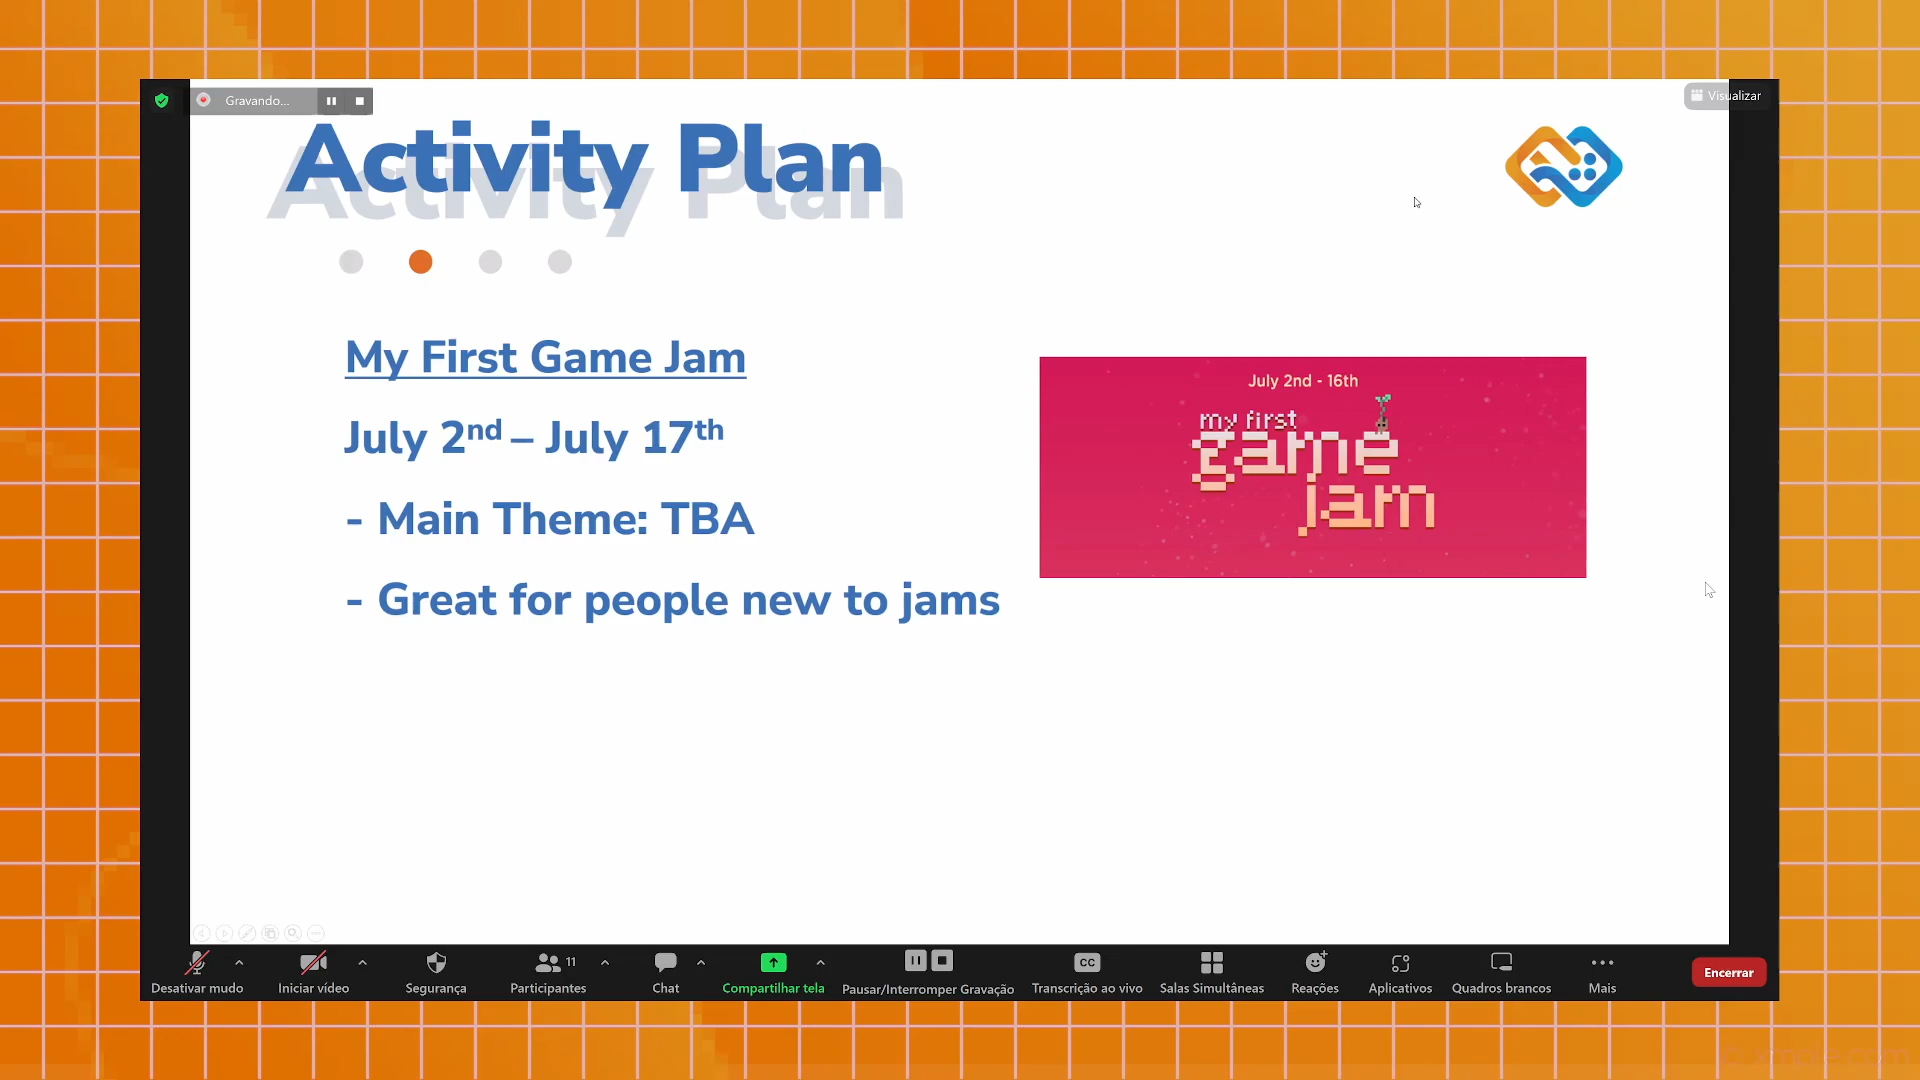 Gravando...
Visualizar
Activity Plan
My First Game Jam
July 2nd – July 17th
- Main Theme: TBA
- Great for people new to jams
July 2nd - 16th
my first
game
jam
Desativar mudo
Iniciar vídeo
Segurança
11
Participantes
Chat
Compartilhar tela
Pausar/Interromper Gravação
CC
Transcrição ao vivo
Salas Simultâneas
Reações
Aplicativos
Quadros brancos
Mais
Encerrar